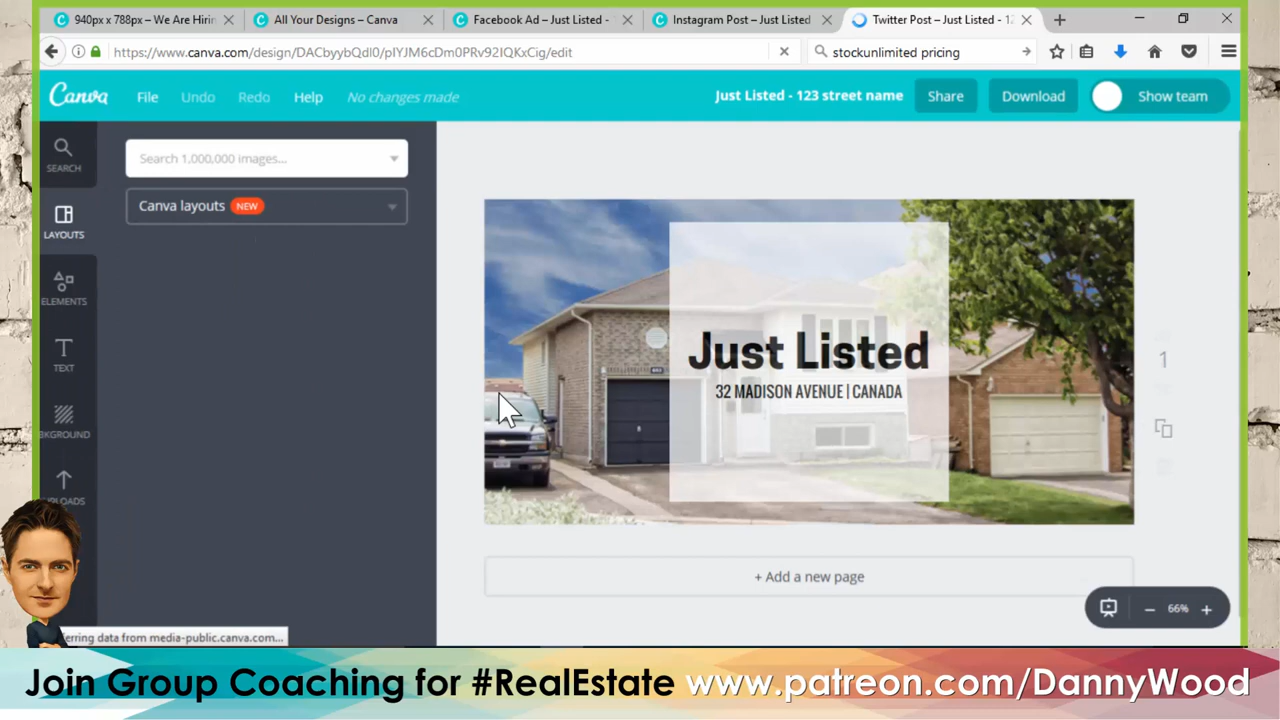 940px x 788px – We Are Hirin
All Your Designs – Canva
Facebook Ad – Just Listed -
Instagram Post – Just Listed
Twitter Post – Just Listed - 12
https://www.canva.com/design/DACbyybQdl0/pIYJM6cDm0PRv92IQKxCig/edit
stockunlimited pricing
Canva
File
Undo
Redo
Help
No changes made
Just Listed - 123 street name
Share
Download
Show team
SEARCH
LAYOUTS
ELEMENTS
TEXT
BKGROUND
Search 1,000,000 images...
Canva layouts NEW
Just Listed
32 MADISON AVENUE | CANADA
1
+ Add a new page
66%
erring data from media-public.canva.com...
Join Group Coaching for #RealEstate www.patreon.com/DannyWood